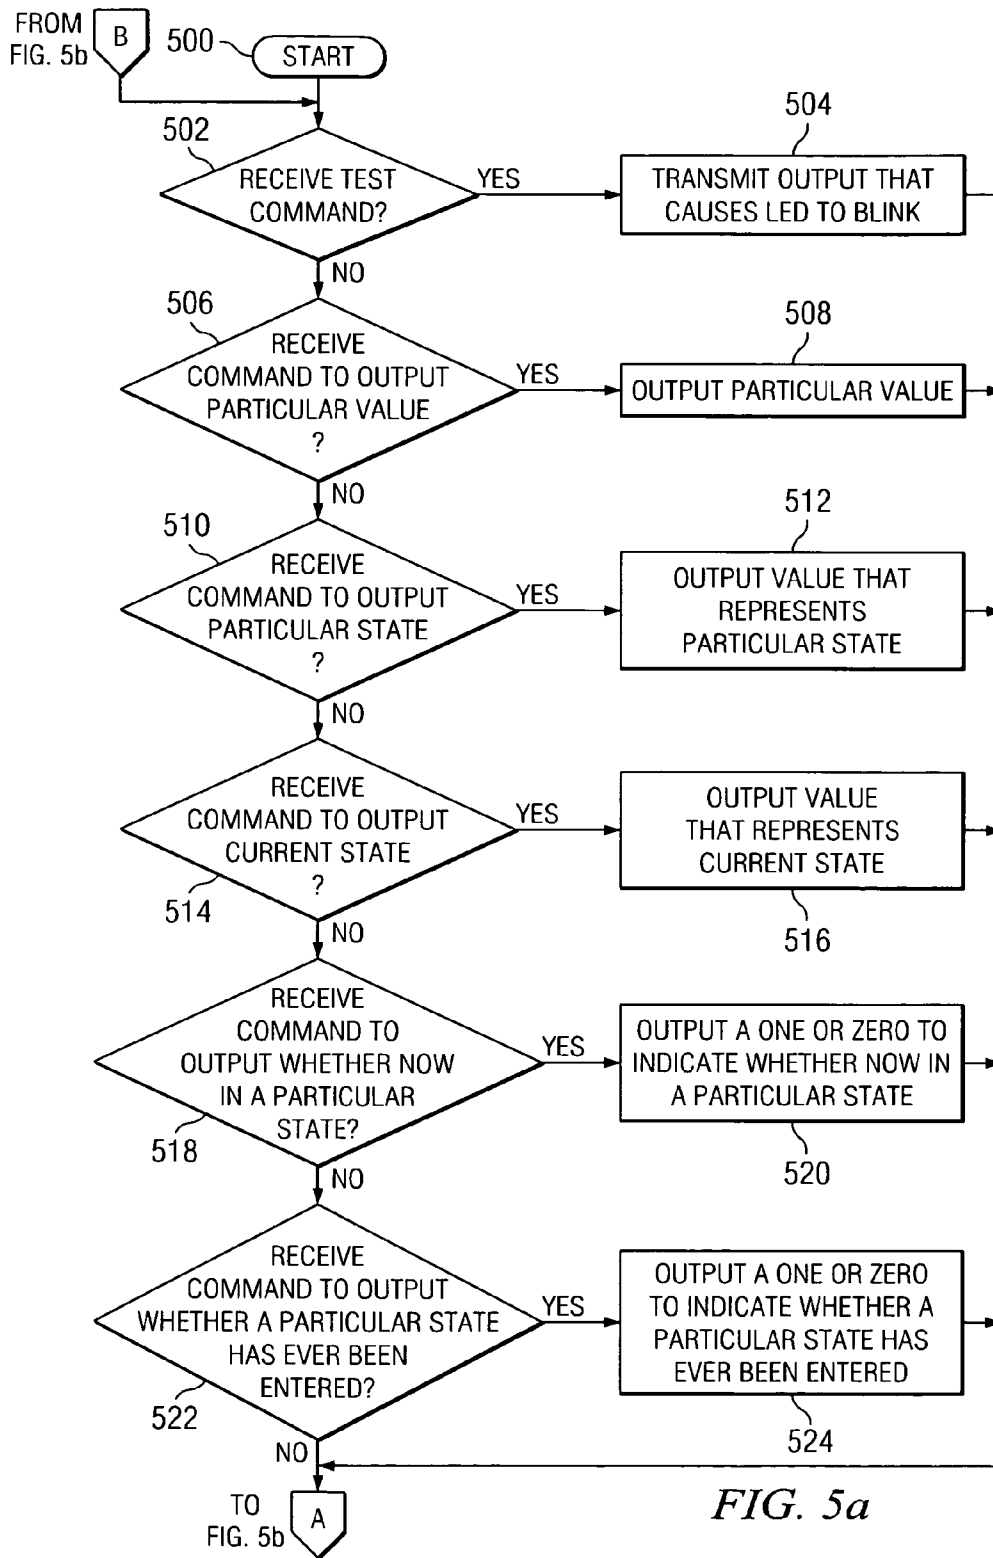 FROM
FIG. 5b
B
500
START
502
RECEIVE TEST
COMMAND?
YES
504
TRANSMIT OUTPUT THAT
CAUSES LED TO BLINK
NO
506
RECEIVE
COMMAND TO OUTPUT
PARTICULAR VALUE
?
YES
508
OUTPUT PARTICULAR VALUE
NO
510
RECEIVE
COMMAND TO OUTPUT
PARTICULAR STATE
?
YES
512
OUTPUT VALUE THAT
REPRESENTS
PARTICULAR STATE
NO
RECEIVE
COMMAND TO OUTPUT
CURRENT STATE
?
514
YES
OUTPUT VALUE
THAT REPRESENTS
CURRENT STATE
516
NO
RECEIVE
COMMAND TO
OUTPUT WHETHER NOW
IN A PARTICULAR
STATE?
518
YES
OUTPUT A ONE OR ZERO TO
INDICATE WHETHER NOW IN
A PARTICULAR STATE
520
NO
RECEIVE
COMMAND TO OUTPUT
WHETHER A PARTICULAR STATE
HAS EVER BEEN
ENTERED?
522
YES
OUTPUT A ONE OR ZERO
TO INDICATE WHETHER A
PARTICULAR STATE HAS
EVER BEEN ENTERED
524
NO
TO
FIG. 5b
A
FIG. 5a